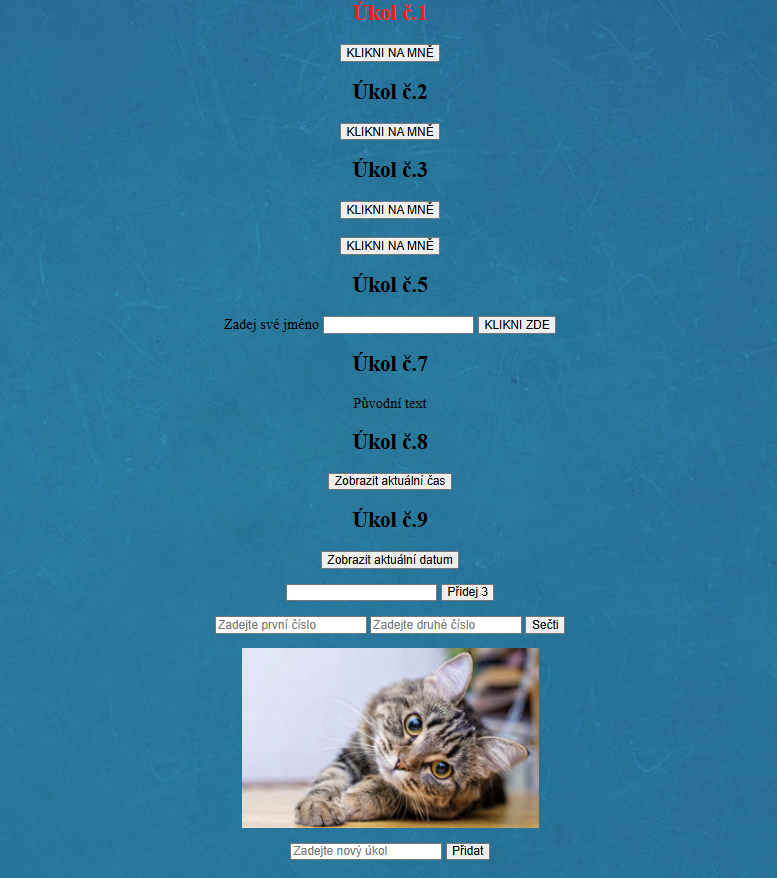 Úkol č.1
KLIKNI NA MNĚ
Úkol č.2
KLIKNI NA MNĚ
Úkol č.3
KLIKNI NA MNĚ
KLIKNI NA MNĚ
Úkol č.5
Zadej své jméno KLIKNI ZDE
Úkol č.7
Původní text
Úkol č.8
Zobrazit aktuální čas
Úkol č.9
Zobrazit aktuální datum
Přidej 3
Zadejte první číslo Zadejte druhé číslo Sečti
Zadejte nový úkol Přidat